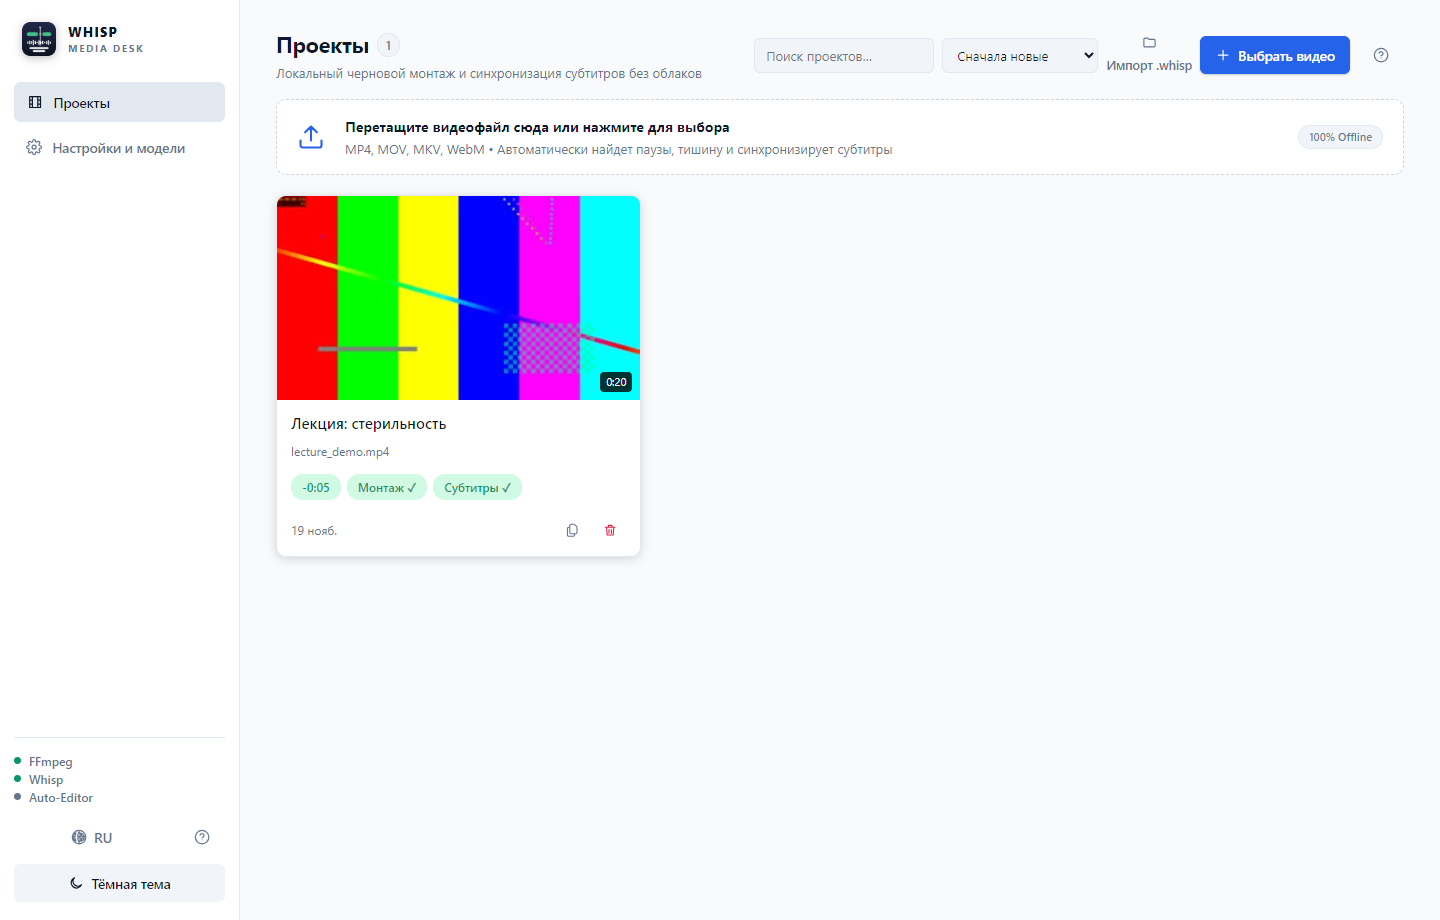 WHISP
MEDIA DESK
Проекты
Настройки и модели
FFmpeg
Whisp
Auto-Editor
RU
Тёмная тема
Проекты 1
Локальный черновой монтаж и синхронизация субтитров без облаков
Поиск проектов...
Сначала новые
Импорт .whisp
Выбрать видео
Перетащите видеофайл сюда или нажмите для выбора
MP4, MOV, MKV, WebM • Автоматически найдет паузы, тишину и синхронизирует субтитры
100% Offline
0:20
Лекция: стерильность
lecture_demo.mp4
-0:05 Монтаж ✓ Субтитры ✓
19 нояб.